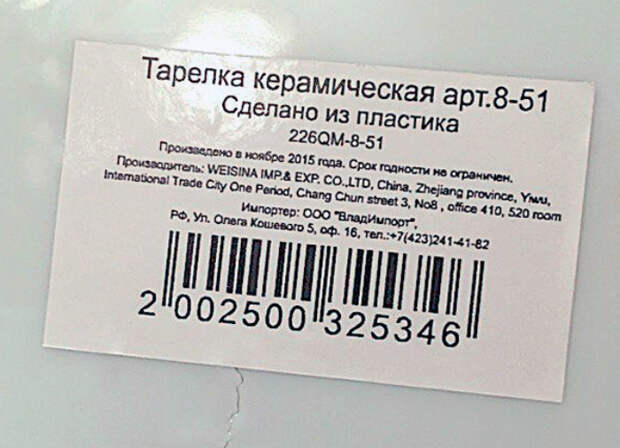 Тарелка керамическая арт.8-51
Сделано из пластика
226QM-8-51
Произведено в ноябре 2015 года. Срок годности не ограничен.
Производитель: WEISINA IMP.& EXP. CO.,LTD, China, Zhejiang province, Yiwu,
International Trade City One Period, Chang Chun street 3, No8 , office 410, 520 room
Импортер: ООО "ВладИмпорт",
РФ, Ул. Олега Кошевого 5, оф. 16, тел.:+7(423)241-41-82
2 002500 325346